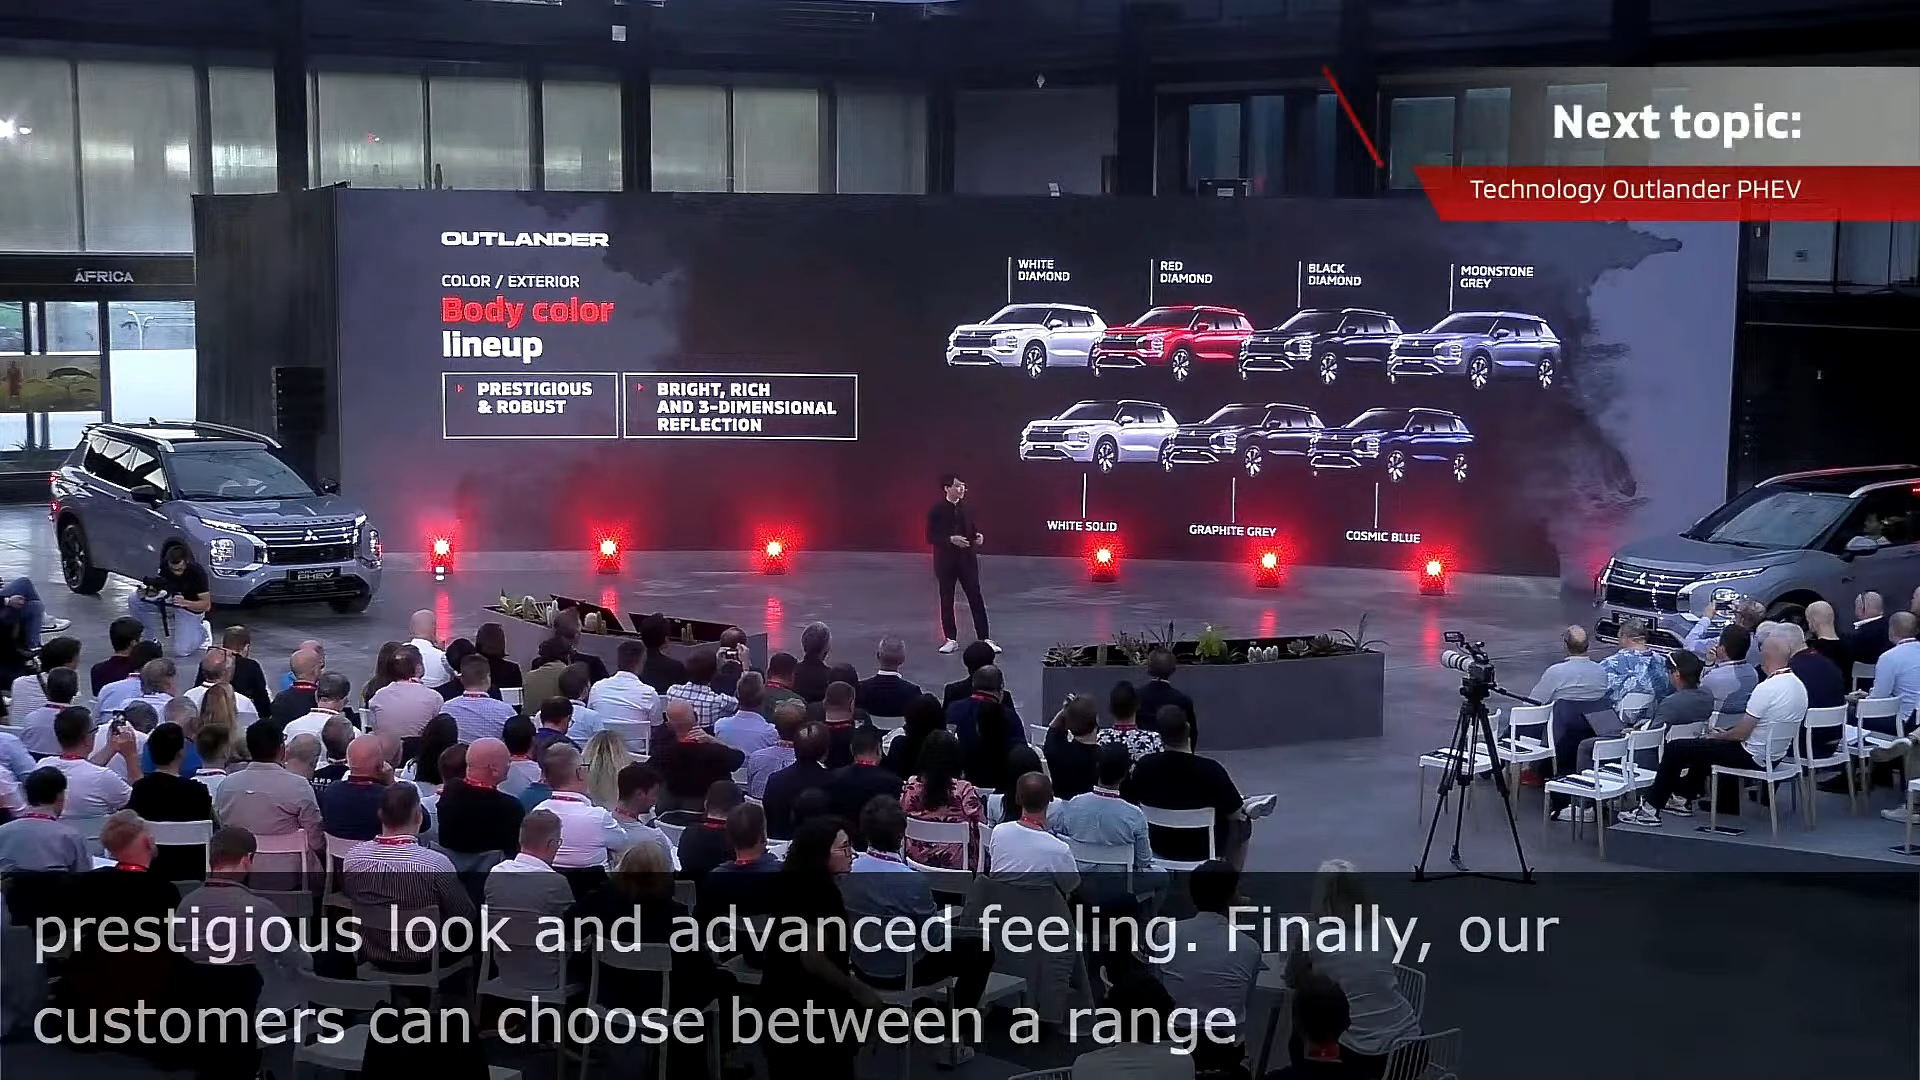 Next topic:
Technology Outlander PHEV
OUTLANDER
COLOR / EXTERIOR
Body color
lineup
PRESTIGIOUS
& ROBUST
BRIGHT, RICH
AND 3-DIMENSIONAL
REFLECTION
WHITE
DIAMOND
RED
DIAMOND
BLACK
DIAMOND
MOONSTONE
GREY
WHITE SOLID
GRAPHITE GREY
COSMIC BLUE
ÁFRICA
OUTLANDER
PHEV
prestigious look and advanced feeling. Finally, our
customers can choose between a range